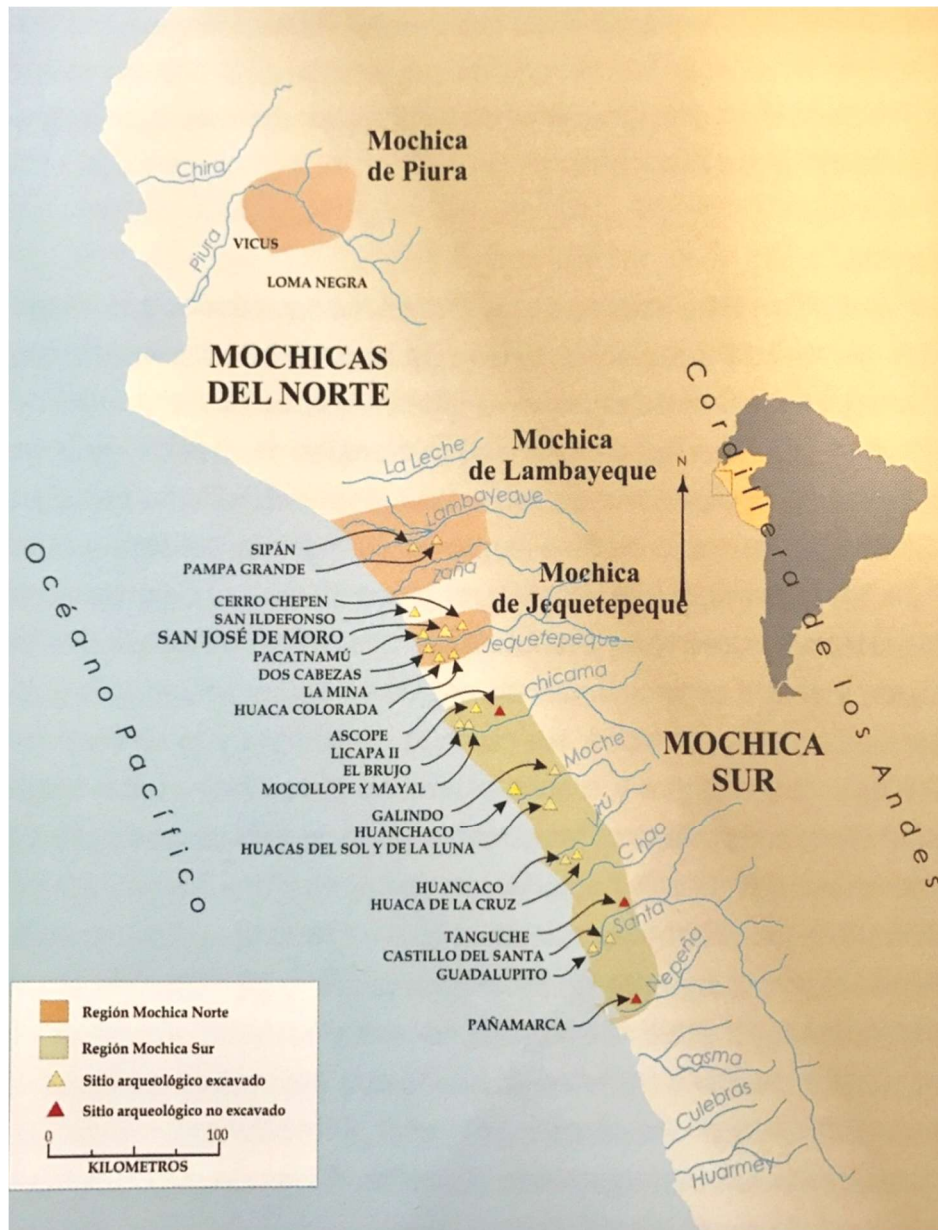 Mochica
de Piura
Chira
Piura
VICUS
LOMA NEGRA
MOCHICAS
DEL NORTE
Cordillera de los Andes
Mochica
de Lambayeque
La Leche
N
Lambayeque
SIPÁN
PAMPA GRANDE
Zaña
Mochica
de Jequetepeque
Océano Pacífico
CERRO CHEPEN
SAN ILDEFONSO
SAN JOSÉ DE MORO
PACATNAMÚ
Jequetepeque
DOS CABEZAS
LA MINA
HUACA COLORADA
Chicama
ASCOPE
LICAPA II
EL BRUJO
MOCOLLOPE Y MAYAL
Moche
MOCHICA
SUR
GALINDO
HUANCHACO
HUACAS DEL SOL Y DE LA LUNA
Virú
Chao
HUANCACO
HUACA DE LA CRUZ
TANGUCHE
Santa
CASTILLO DEL SANTA
GUADALUPITO
Nepeña
PAÑAMARCA
Casma
Culebras
Huarmey
Región Mochica Norte
Región Mochica Sur
Sitio arqueológico excavado
Sitio arqueológico no excavado
0 100
KILOMETROS